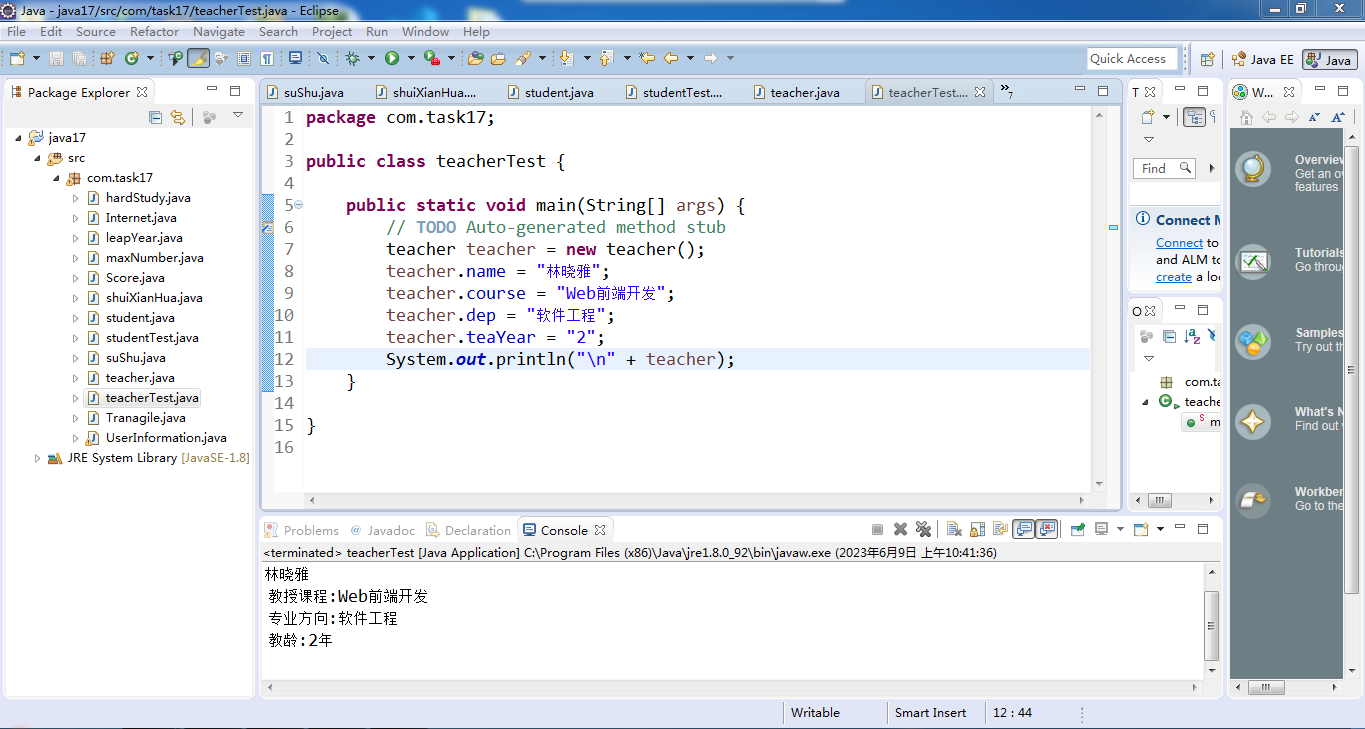 Java - java17/src/com/task17/teacherTest.java - Eclipse
File Edit Source Refactor Navigate Search Project Run Window Help
Quick Access
Java EE
Java
Package Explorer
java17
src
com.task17
hardStudy.java
Internet.java
leapYear.java
maxNumber.java
Score.java
shuiXianHua.java
student.java
studentTest.java
suShu.java
teacher.java
teacherTest.java
Tranagile.java
UserInformation.java
JRE System Library [JavaSE-1.8]
suShu.java shuiXianHua.... student.java studentTest.... teacher.java teacherTest.... »7
1 package com.task17;
2
3 public class teacherTest {
4
5 public static void main(String[] args) {
6 // TODO Auto-generated method stub
7 teacher teacher = new teacher();
8 teacher.name = "林晓雅";
9 teacher.course = "Web前端开发";
10 teacher.dep = "软件工程";
11 teacher.teaYear = "2";
12 System.out.println("\n" + teacher);
13 }
14
15 }
16
Problems @ Javadoc Declaration Console
<terminated> teacherTest [Java Application] C:\Program Files (x86)\Java\jre1.8.0_92\bin\javaw.exe (2023年6月9日 上午10:41:36)
林晓雅
教授课程:Web前端开发
专业方向:软件工程
教龄:2年
T
Find
Connect M
Connect to
and ALM to
create a loc
O
com.ta
teache
m
W...
Overview
Get an ov
features
Tutorials
Go throu
Samples
Try out th
What's N
Find out w
Workben
Go to the
Writable
Smart Insert
12 : 44